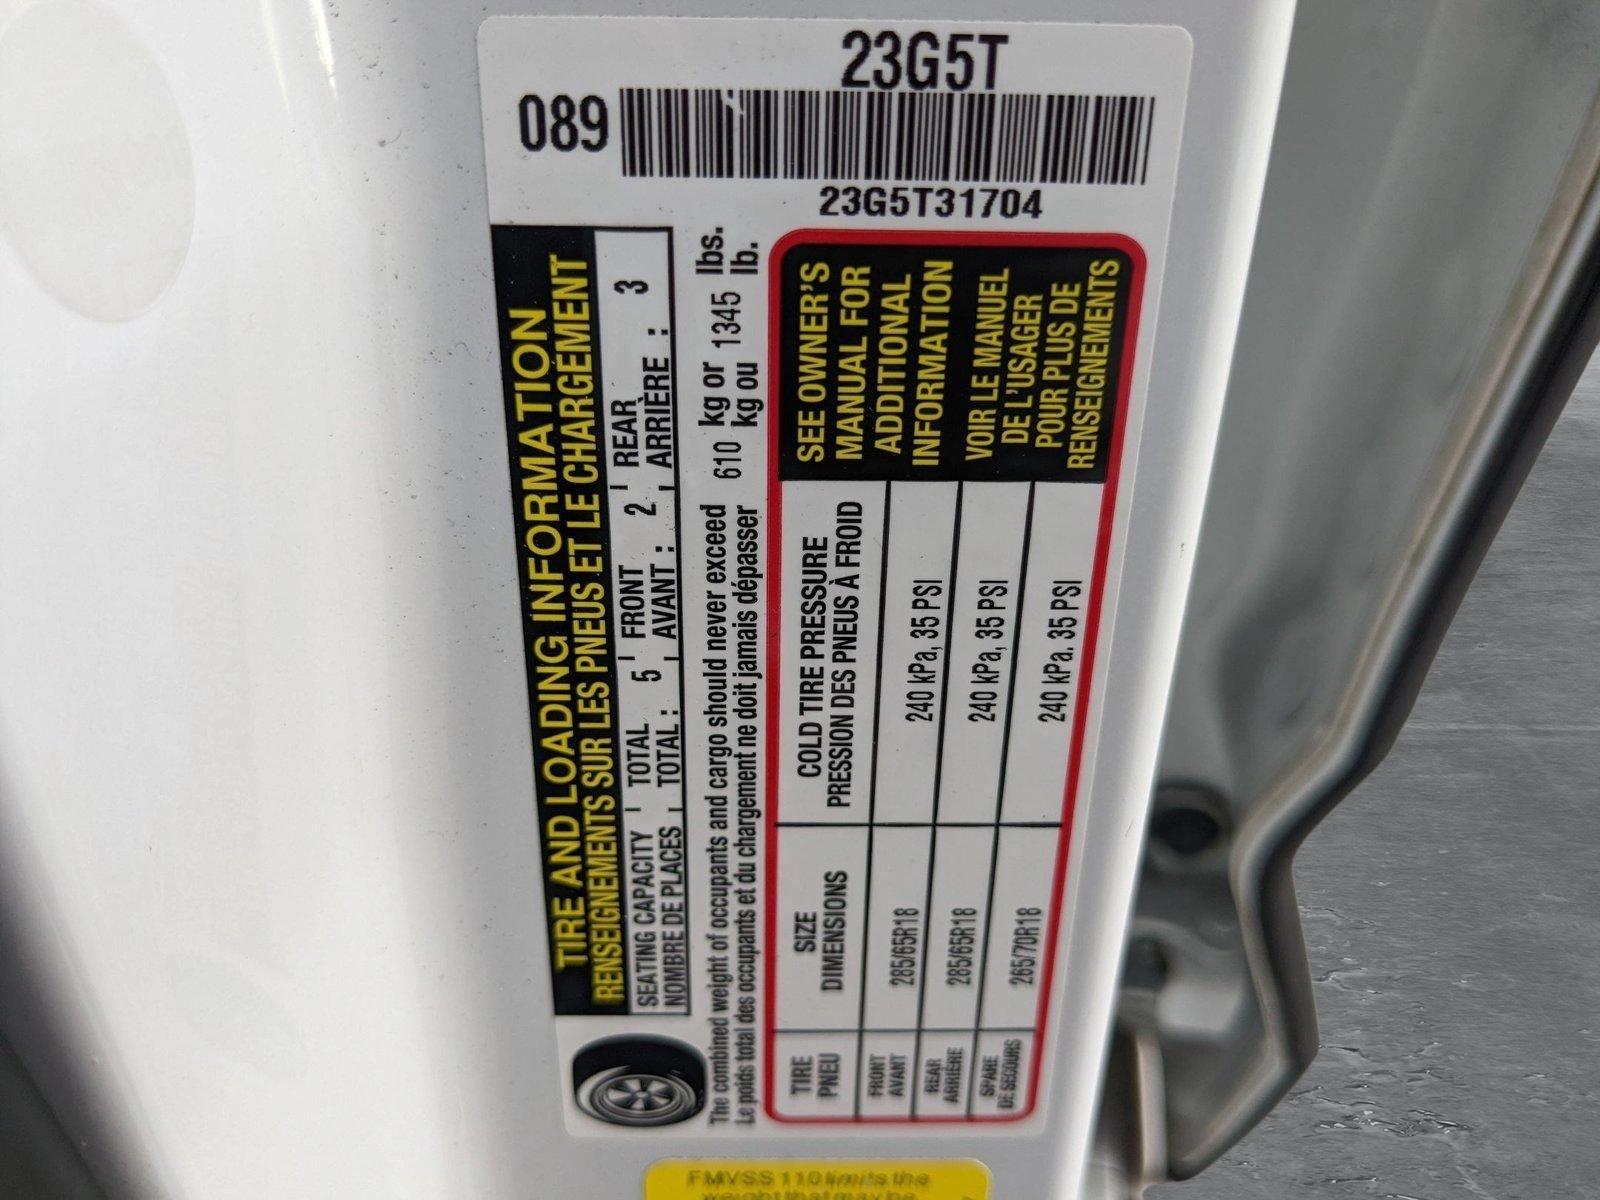 23G5T
089
23G5T31704
TIRE AND LOADING INFORMATION
RENSEIGNEMENTS SUR LES PNEUS ET LE CHARGEMENT
SEATING CAPACITY TOTAL 5 FRONT 2 REAR 3
NOMBRE DE PLACES TOTAL : AVANT : ARRIÈRE :
The combined weight of occupants and cargo should never exceed 610 kg or 1345 lbs.
Le poids total des occupants et du chargement ne doit jamais dépasser kg ou lb.
TIRE SIZE COLD TIRE PRESSURE
PNEU DIMENSIONS PRESSION DES PNEUS À FROID
FRONT 285/65R18 240 kPa, 35 PSI
AVANT
REAR 285/65R18 240 kPa, 35 PSI
ARRIÈRE
SPARE 265/70R18 240 kPa. 35 PSI
DE SECOURS
SEE OWNER'S
MANUAL FOR
ADDITIONAL
INFORMATION
VOIR LE MANUEL
DE L'USAGER
POUR PLUS DE
RENSEIGNEMENTS
FMVSS 110 limits the
weight that may be